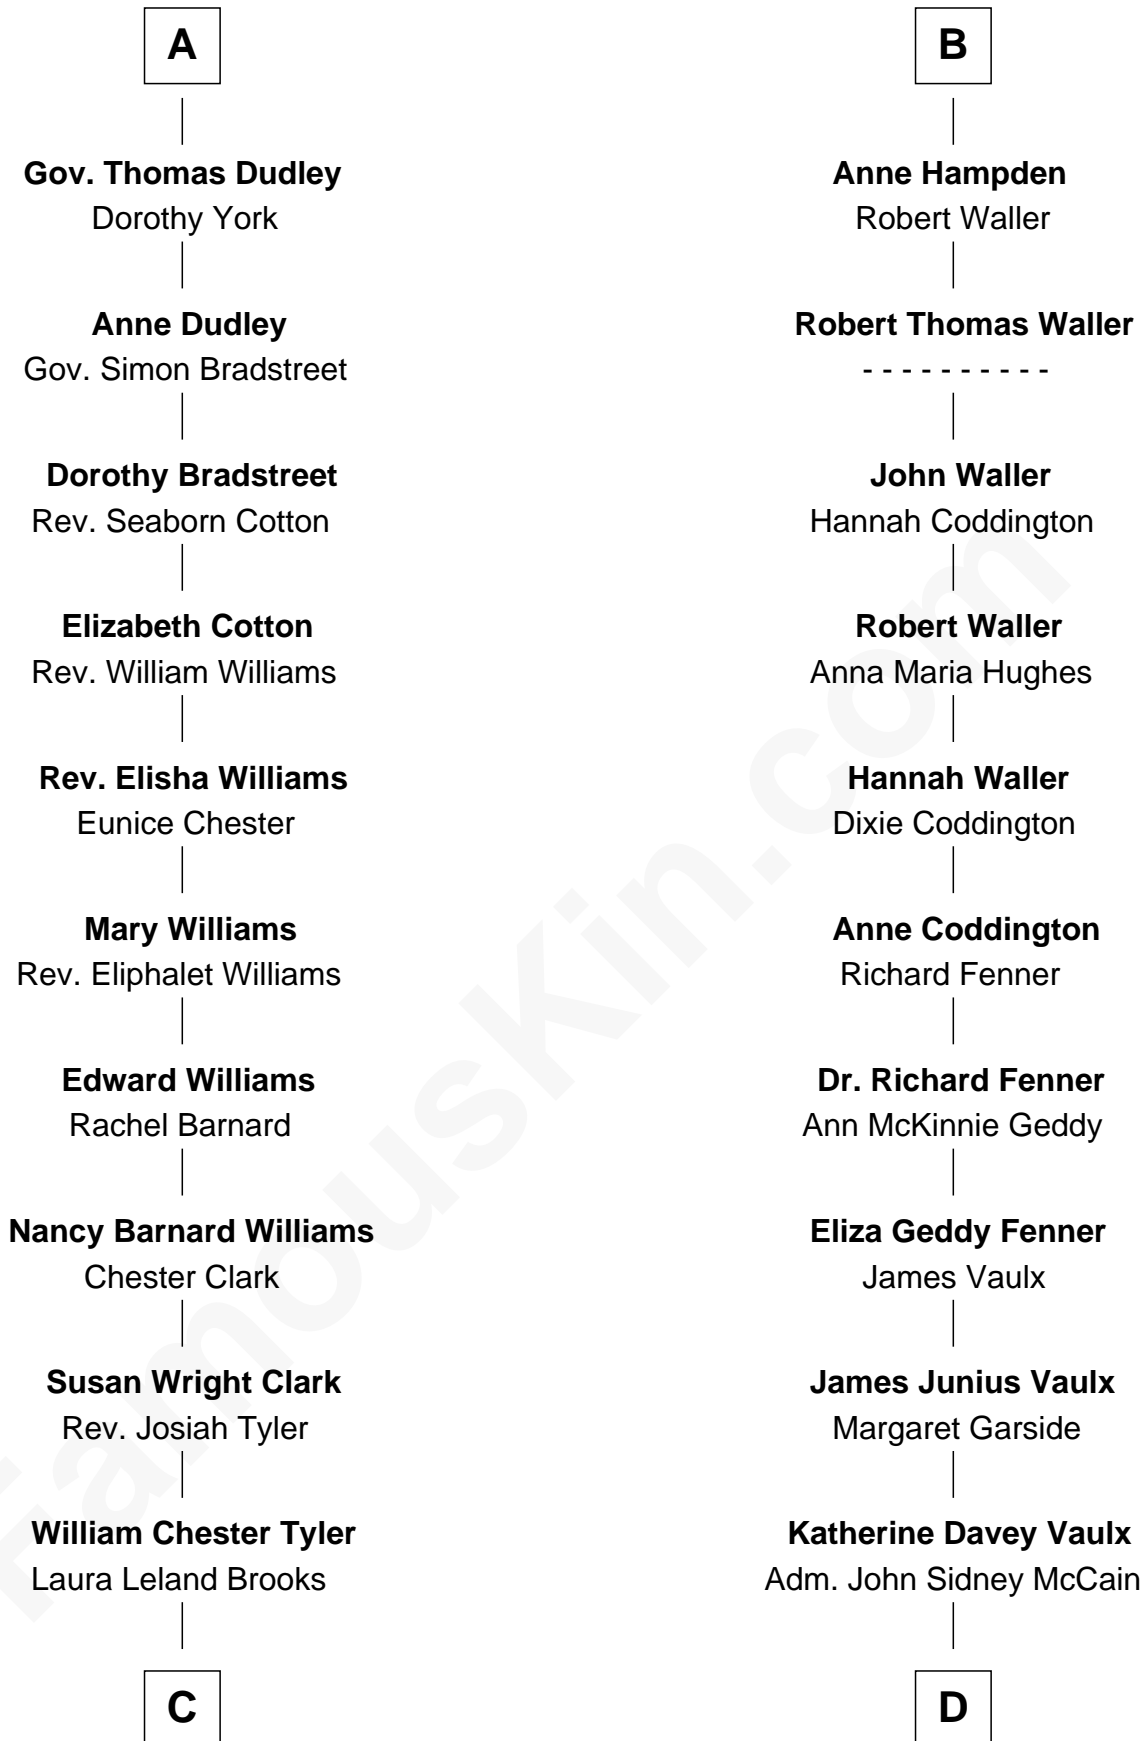 A
Gov. Thomas Dudley
Dorothy York
Anne Dudley
Gov. Simon Bradstreet
Dorothy Bradstreet
Rev. Seaborn Cotton
Elizabeth Cotton
Rev. William Williams
Rev. Elisha Williams
Eunice Chester
Mary Williams
Rev. Eliphalet Williams
Edward Williams
Rachel Barnard
Nancy Barnard Williams
Chester Clark
Susan Wright Clark
Rev. Josiah Tyler
William Chester Tyler
Laura Leland Brooks
C
B
Anne Hampden
Robert Waller
Robert Thomas Waller
- - - - - - - - - -
John Waller
Hannah Coddington
Robert Waller
Anna Maria Hughes
Hannah Waller
Dixie Coddington
Anne Coddington
Richard Fenner
Dr. Richard Fenner
Ann McKinnie Geddy
Eliza Geddy Fenner
James Vaulx
James Junius Vaulx
Margaret Garside
Katherine Davey Vaulx
Adm. John Sidney McCain
D
FamousKin.com